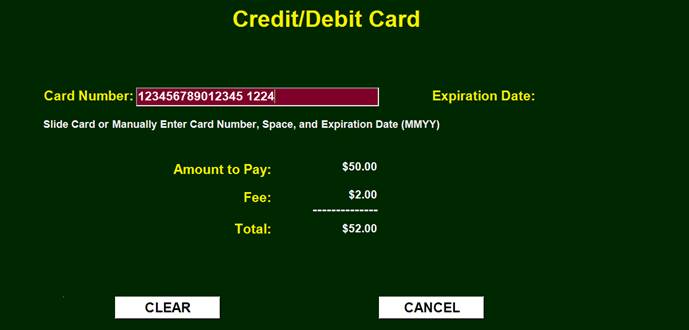 Credit/Debit Card
Card Number: 123456789012345 1224 Expiration Date:
Slide Card or Manually Enter Card Number, Space, and Expiration Date (MMYY)
Amount to Pay: $50.00
Fee: $2.00
--------------
Total: $52.00
CLEAR CANCEL